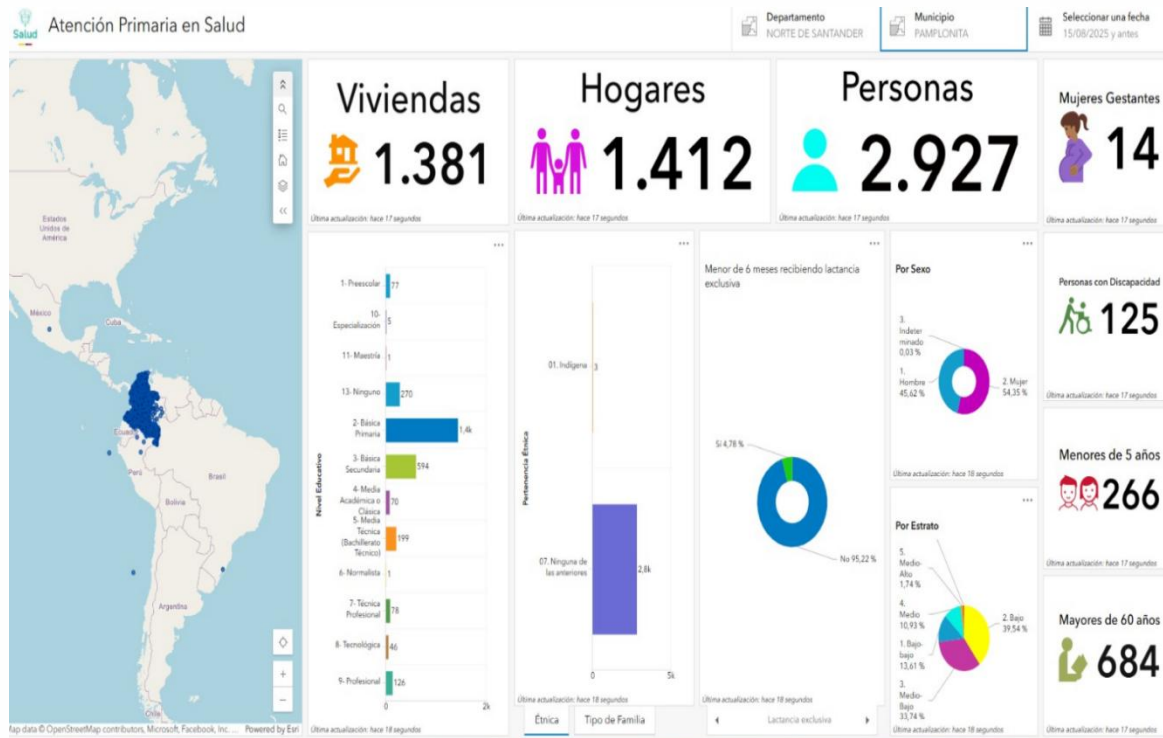 Salud
Atención Primaria en Salud
Departamento
NORTE DE SANTANDER
Municipio
PAMPLONITA
Seleccionar una fecha
15/08/2025 y antes
Estados
Unidos de
América
México
Cuba
Ecuador
Perú
Brasil
Bolivia
Argentina
Chile
Map data © OpenStreetMap contributors, Microsoft, Facebook, Inc. ... Powered by Esri
Viviendas
1.381
Última actualización: hace 17 segundos
Hogares
1.412
Última actualización: hace 17 segundos
Personas
2.927
Última actualización: hace 17 segundos
Mujeres Gestantes
14
Última actualización: hace 17 segundos
Nivel Educativo
1- Preescolar
77
10-
Especialización
5
11- Maestría
1
13- Ninguno
270
2- Básica
Primaria
1,4k
3- Básica
Secundaria
594
4- Media
Académica o
Clásica
70
5- Media
Técnica
(Bachillerato
Técnico)
199
6- Normalista
1
7- Técnica
Profesional
78
8- Tecnológica
46
9- Profesional
126
0
2k
Última actualización: hace 18 segundos
Pertenencia Étnica
01. Indígena
3
07. Ninguna de
las anteriores
2,8k
0
5k
Última actualización: hace 18 segundos
Étnica
Tipo de Familia
Menor de 6 meses recibiendo lactancia
exclusiva
Sí 4,78 %
No 95,22 %
Última actualización: hace 18 segundos
Lactancia exclusiva
Por Sexo
3.
Indeter
minado
0,03 %
1.
Hombre
45,62 %
2. Mujer
54,35 %
Última actualización: hace 18 segundos
Por Estrato
5.
Medio-
Alto
1,74 %
4.
Medio
10,93 %
1. Bajo-
bajo
13,61 %
3.
Medio-
Bajo
33,74 %
2. Bajo
39,54 %
Última actualización: hace 18 segundos
Personas con Discapacidad
125
Última actualización: hace 17 segundos
Menores de 5 años
266
Última actualización: hace 17 segundos
Mayores de 60 años
684
Última actualización: hace 17 segundos